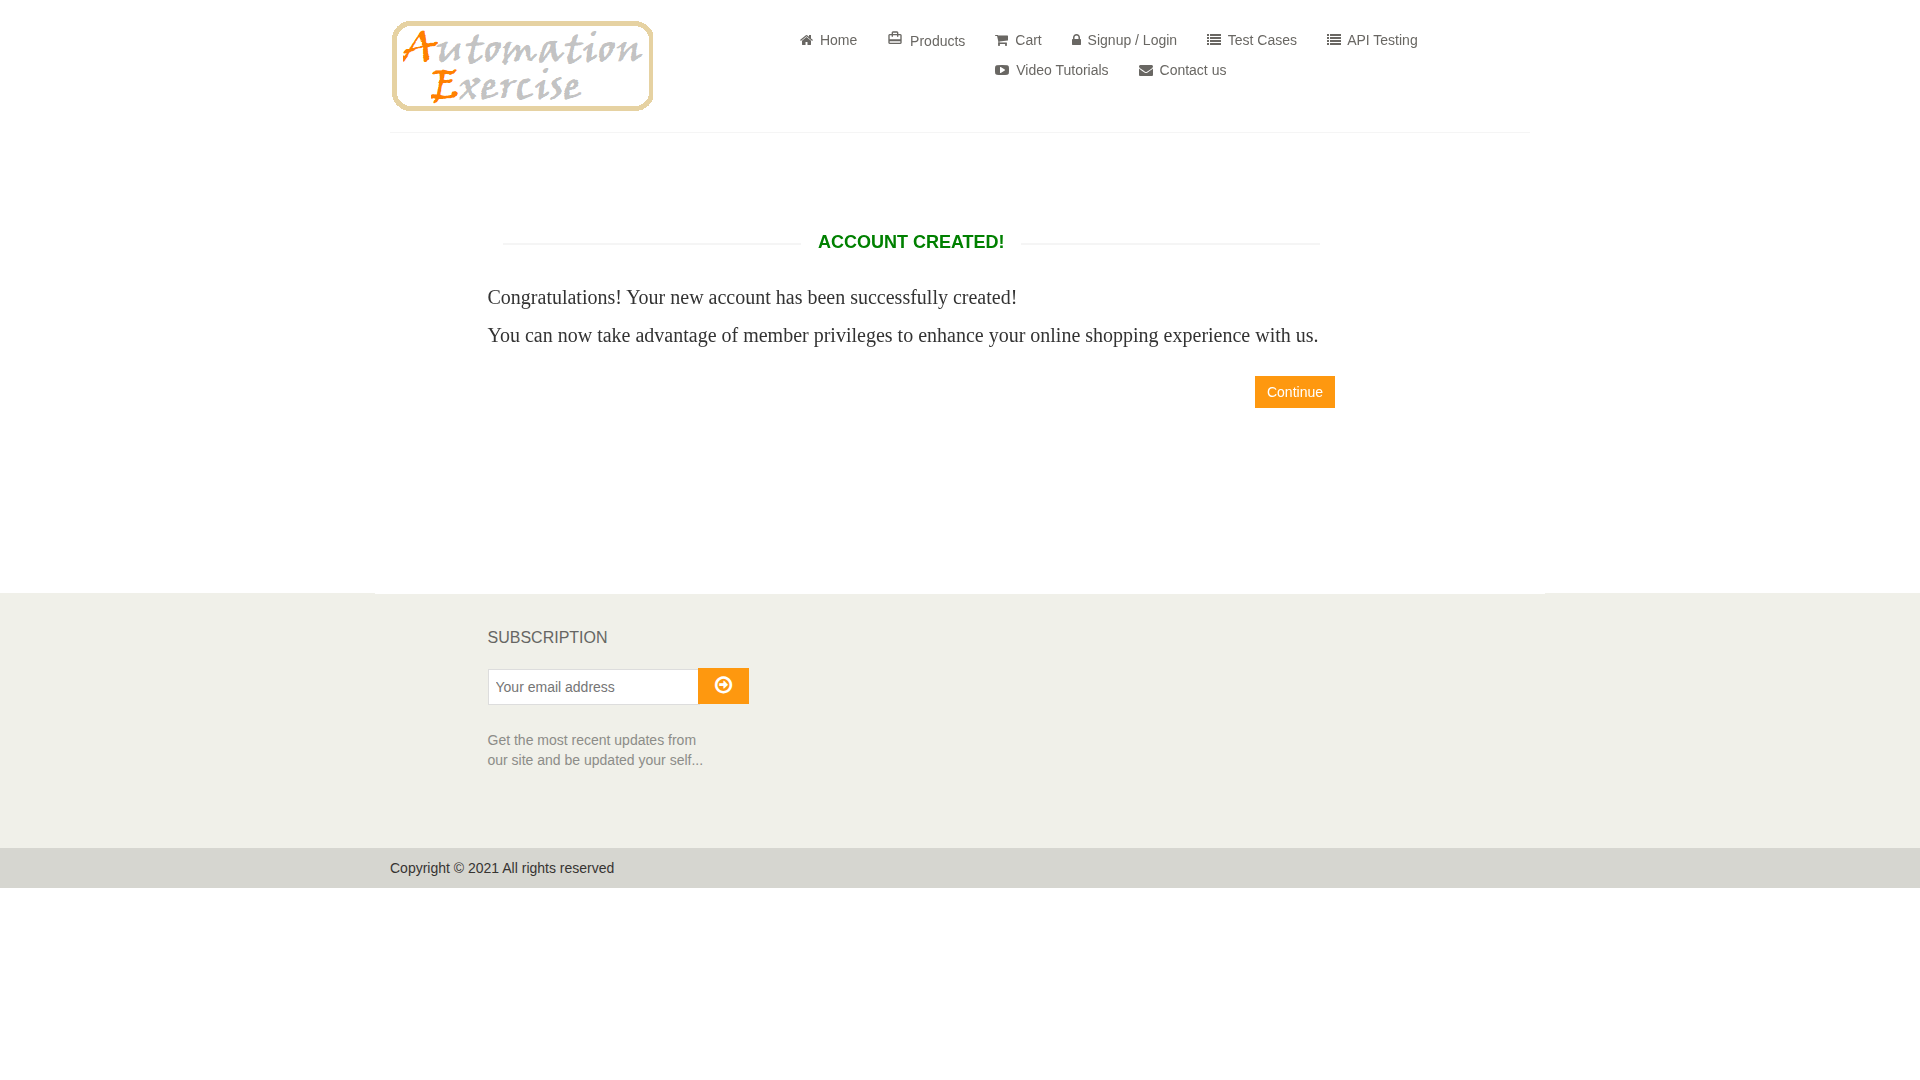 Automation
Exercise
Home
Products
Cart
Signup / Login
Test Cases
API Testing
Video Tutorials
Contact us
ACCOUNT CREATED!
Congratulations! Your new account has been successfully created!
You can now take advantage of member privileges to enhance your online shopping experience with us.
Continue
SUBSCRIPTION
Your email address
Get the most recent updates from
our site and be updated your self...
Copyright © 2021 All rights reserved